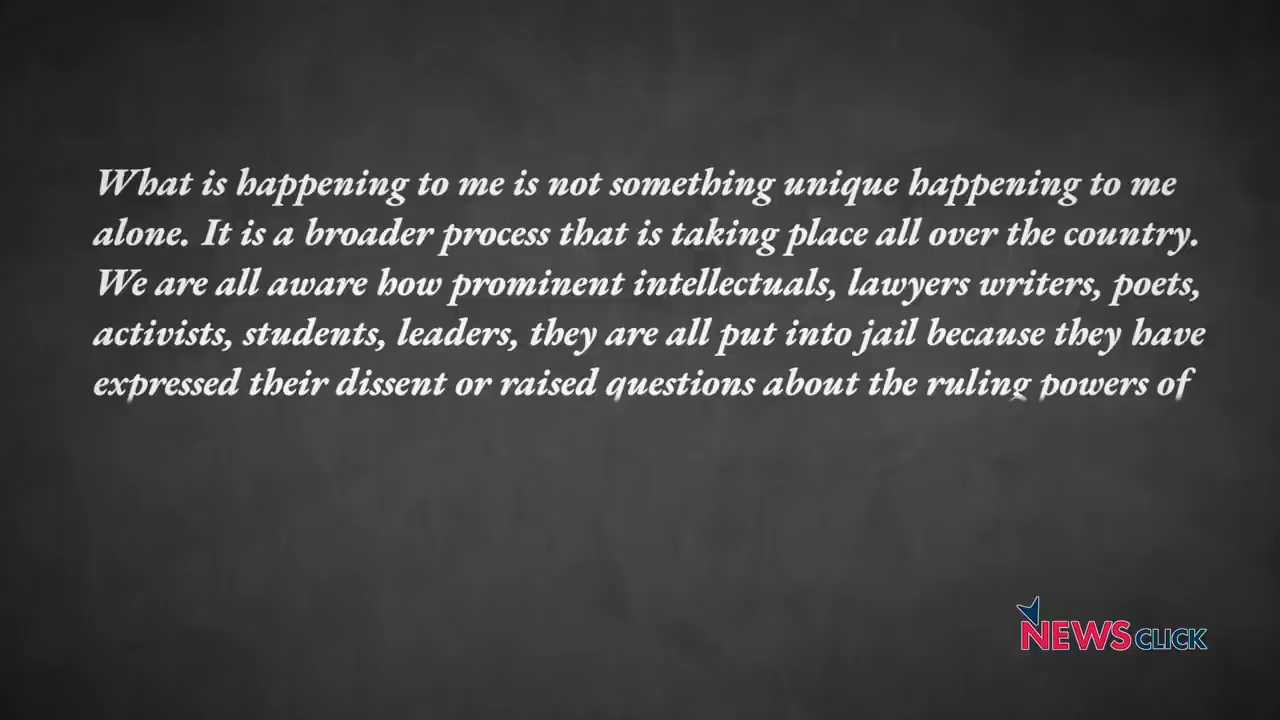 What is happening to me is not something unique happening to me
alone. It is a broader process that is taking place all over the country.
We are all aware how prominent intellectuals, lawyers writers, poets,
activists, students, leaders, they are all put into jail because they have
expressed their dissent or raised questions about the ruling powers of
NEWSCLICK